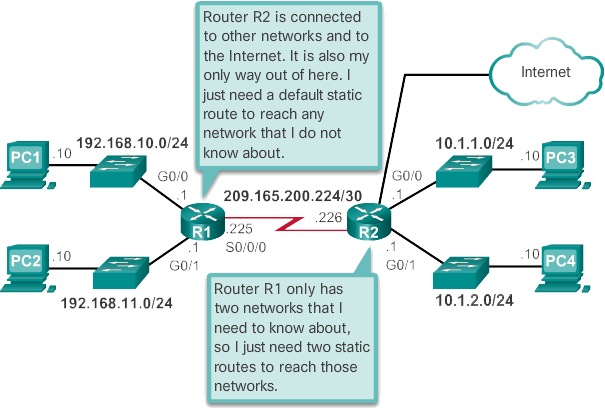 Router R2 is connected
to other networks and to
the Internet. It is also my
only way out of here. I
just need a default static
route to reach any
network that I do not
know about.
Internet
192.168.10.0/24
10.1.1.0/24
PC1
.10
G0/0
.1
G0/0
.1
.10
PC3
209.165.200.224/30
R1
.225
S0/0/0
.226
R2
PC2
.10
.1
G0/1
.1
G0/1
.10
PC4
192.168.11.0/24
10.1.2.0/24
Router R1 only has
two networks that I
need to know about,
so I just need two static
routes to reach those
networks.